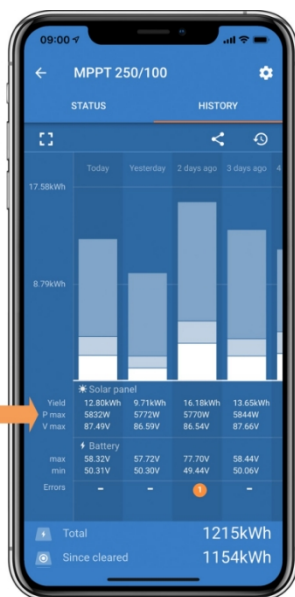 09:00
MPPT 250/100
STATUS HISTORY
Today Yesterday 2 days ago 3 days ago 4
17.58kWh
8.79kWh
Solar panel
Yield 12.80kWh 9.71kWh 16.18kWh 13.65kWh
P max 5832W 5772W 5770W 5844W
V max 87.49V 86.59V 86.54V 87.66V
Battery
max 58.32V 57.72V 77.70V 58.44V
min 50.31V 50.30V 49.44V 50.06V
Errors - - 1 -
Total 1215kWh
Since cleared 1154kWh